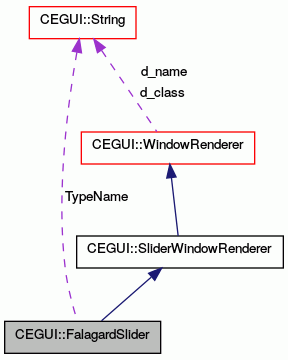 CEGUI::String
d_name
d_class
CEGUI::WindowRenderer
TypeName
CEGUI::SliderWindowRenderer
CEGUI::FalagardSlider